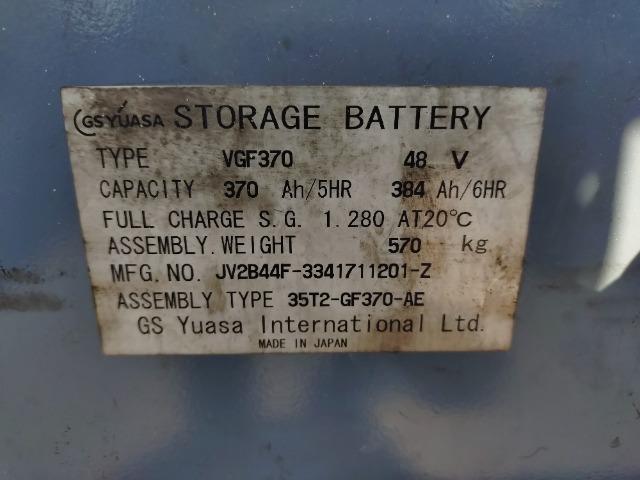 GS YUASA STORAGE BATTERY
TYPE VGF370 48 V
CAPACITY 370 Ah/5HR 384 Ah/6HR
FULL CHARGE S.G. 1.280 AT20℃
ASSEMBLY.WEIGHT 570 kg
MFG.NO. JV2B44F-3341711201-Z
ASSEMBLY TYPE 35T2-GF370-AE
GS Yuasa International Ltd.
MADE IN JAPAN